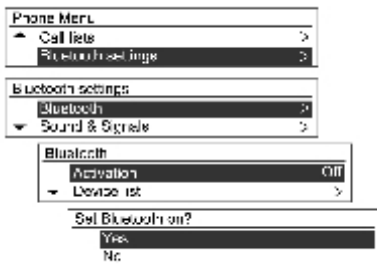 Phone Menu
Call lists >
Bluetooth settings >
Bluetooth settings
Bluetooth >
Sound & Signals >
Bluetooth
Activation Off
Device list >
Set Bluetooth on?
Yes
No